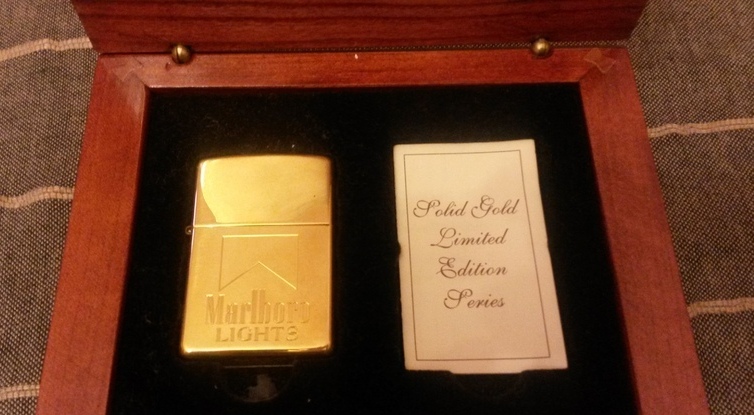 Marlboro
LIGHTS
Solid Gold
Limited
Edition
Series